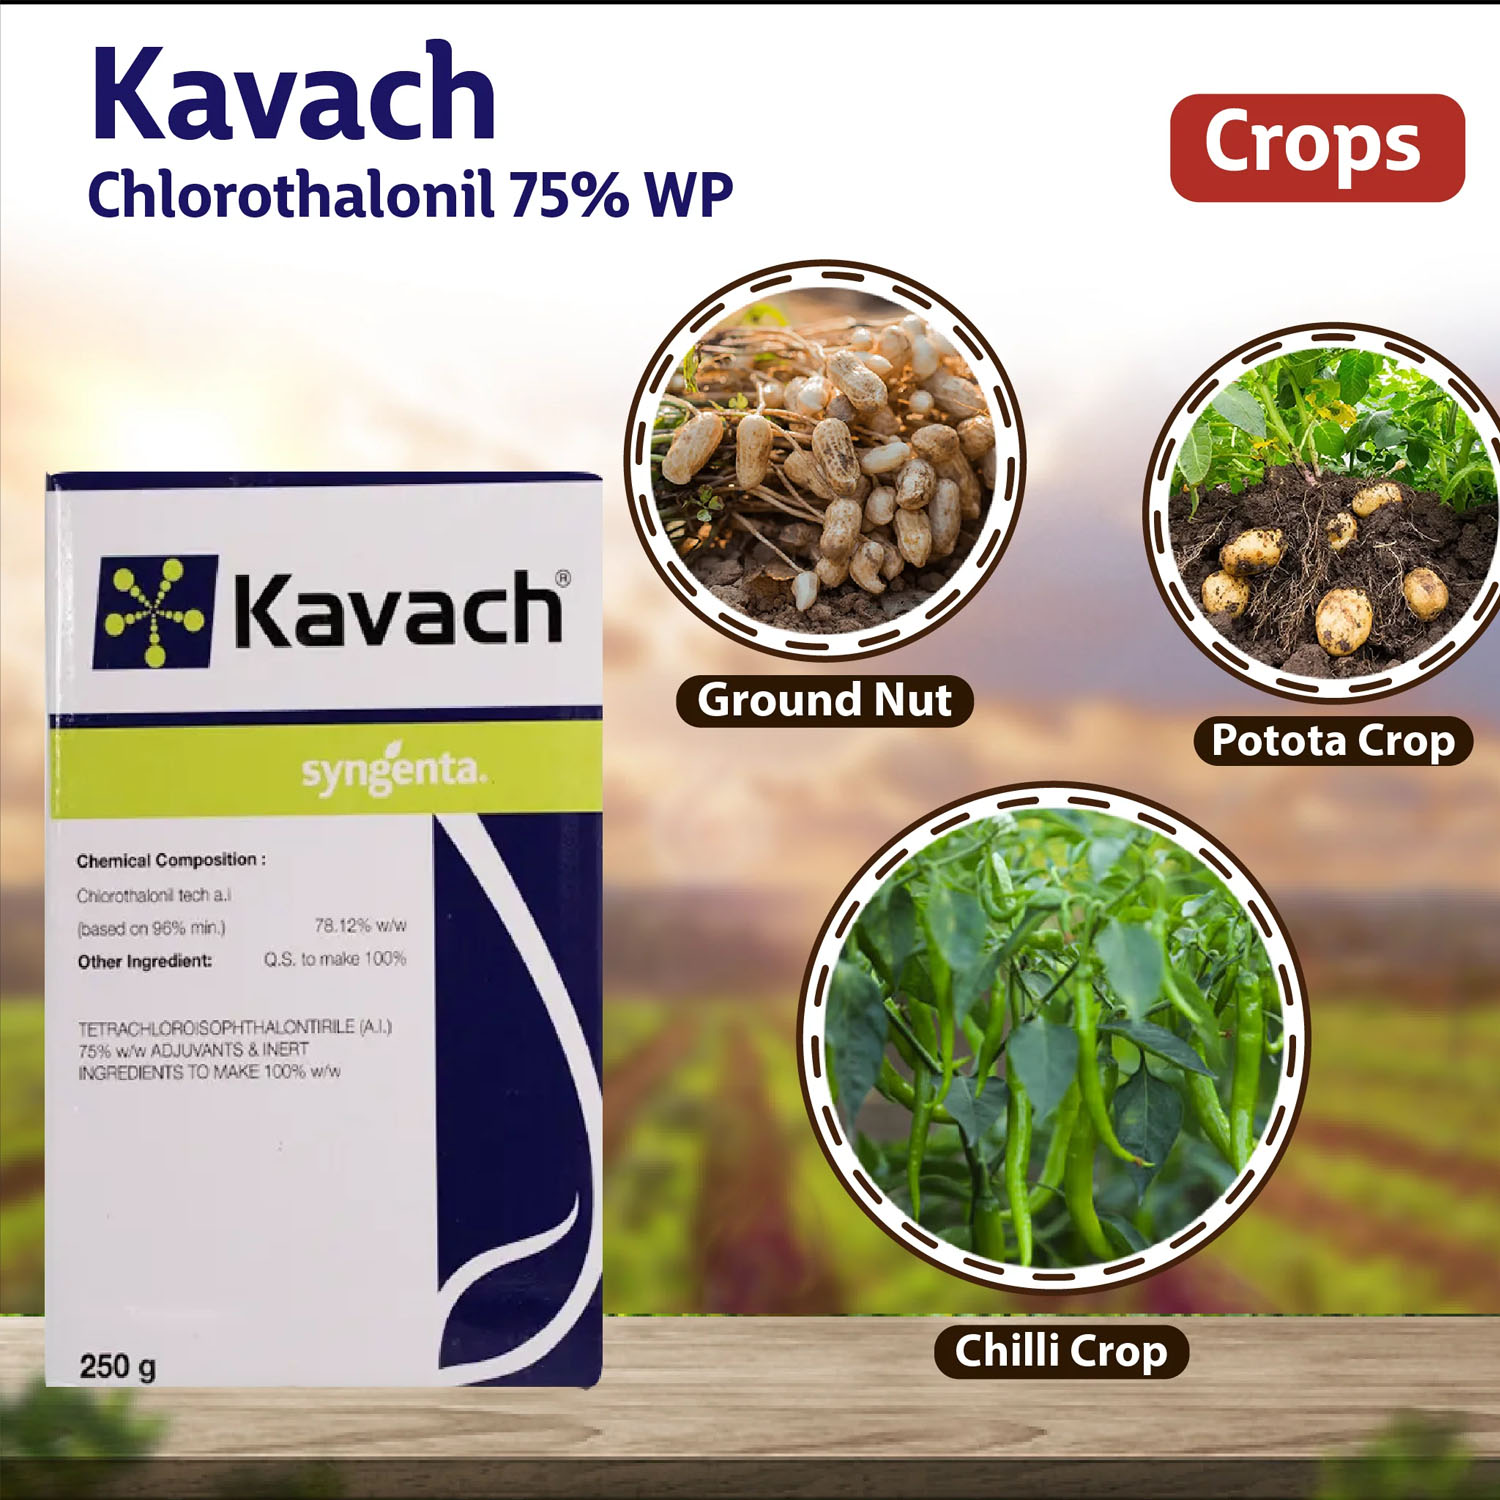 Kavach
Chlorothalonil 75% WP
Crops
Ground Nut
Potota Crop
Chilli Crop
Kavach®
syngenta.
Chemical Composition :
Chlorothalonil tech a.i
(based on 96% min.) 78.12% w/w
Other Ingredient: Q.S. to make 100%
TETRACHLOROISOPHTHALONTIRILE (A.I.)
75% w/w ADJUVANTS & INERT
INGREDIENTS TO MAKE 100% w/w
250 g